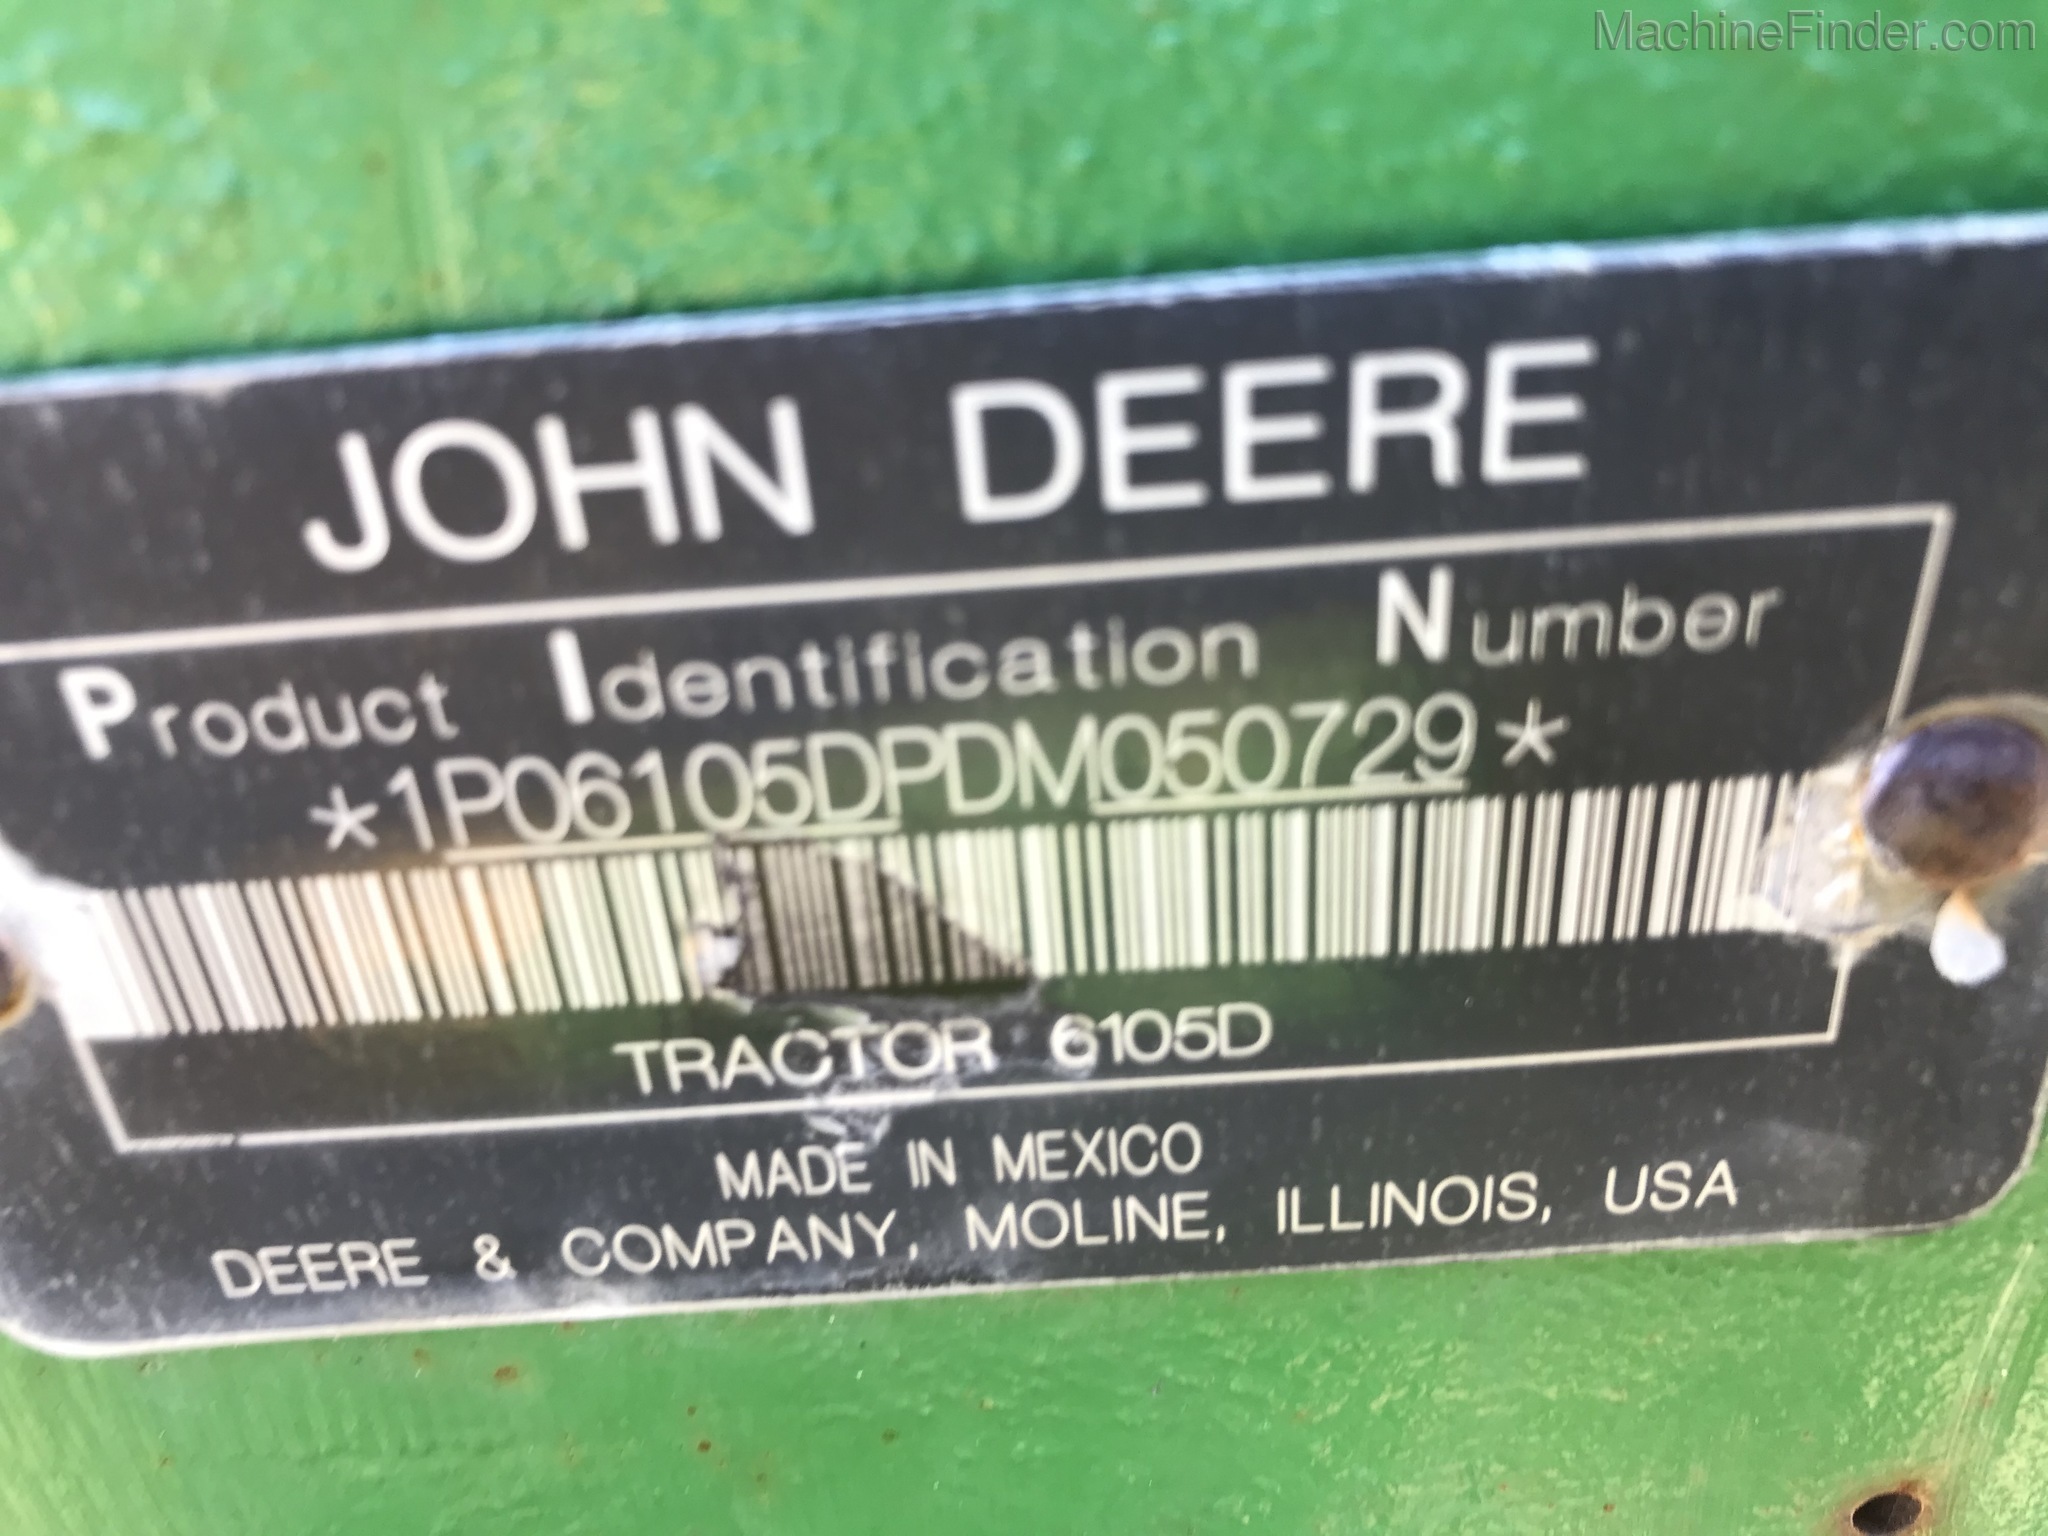 MachineFinder.com
JOHN DEERE
Product Identification Number
*1P06105DPDM050729*
TRACTOR 6105D
MADE IN MEXICO
DEERE & COMPANY, MOLINE, ILLINOIS, USA